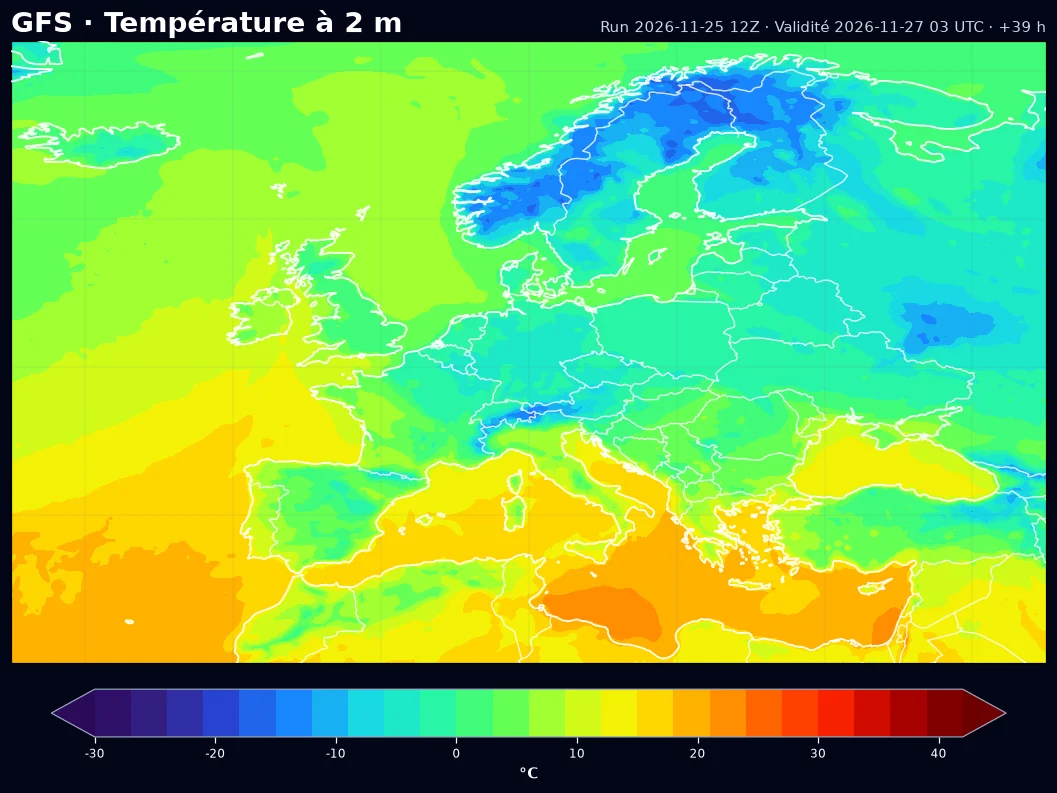 GFS · Température à 2 m
Run 2026-11-25 12Z · Validité 2026-11-27 03 UTC · +39 h
-30 -20 -10 0 10 20 30 40
°C